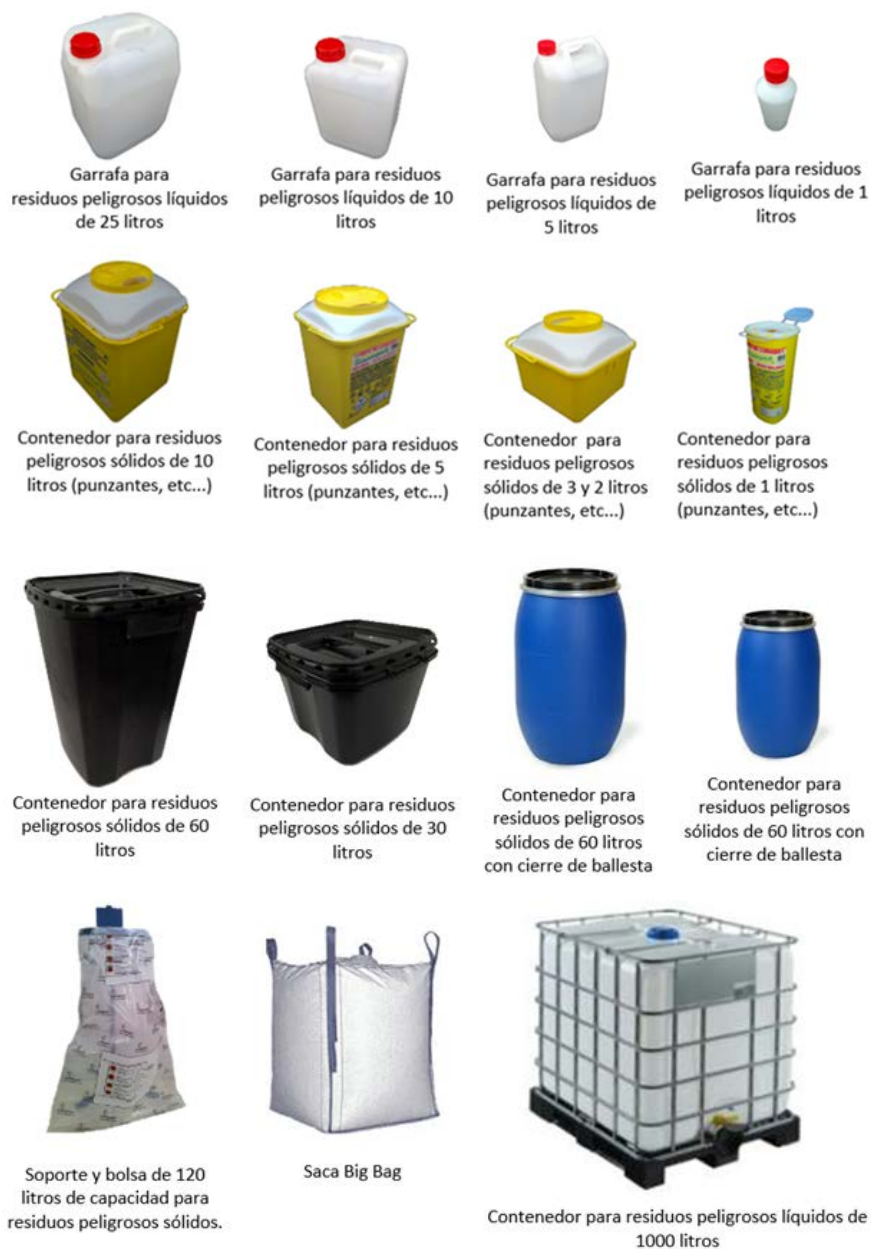 Garrafa para
residuos peligrosos líquidos
de 25 litros
Garrafa para residuos
peligrosos líquidos de 10
litros
Garrafa para residuos
peligrosos líquidos de
5 litros
Garrafa para residuos
peligrosos líquidos de 1
litros
Contenedor para residuos
peligrosos sólidos de 10
litros (punzantes, etc...)
Contenedor para residuos
peligrosos sólidos de 5
litros (punzantes, etc...)
Contenedor para
residuos peligrosos
sólidos de 3 y 2 litros
(punzantes, etc...)
Contenedor para
residuos peligrosos
sólidos de 1 litros
(punzantes, etc...)
Contenedor para residuos
peligrosos sólidos de 60
litros
Contenedor para residuos
peligrosos sólidos de 30
litros
Contenedor para
residuos peligrosos
sólidos de 60 litros
con cierre de ballesta
Contenedor para
residuos peligrosos
sólidos de 60 litros con
cierre de ballesta
Soporte y bolsa de 120
litros de capacidad para
residuos peligrosos sólidos.
Saca Big Bag
Contenedor para residuos peligrosos líquidos de
1000 litros